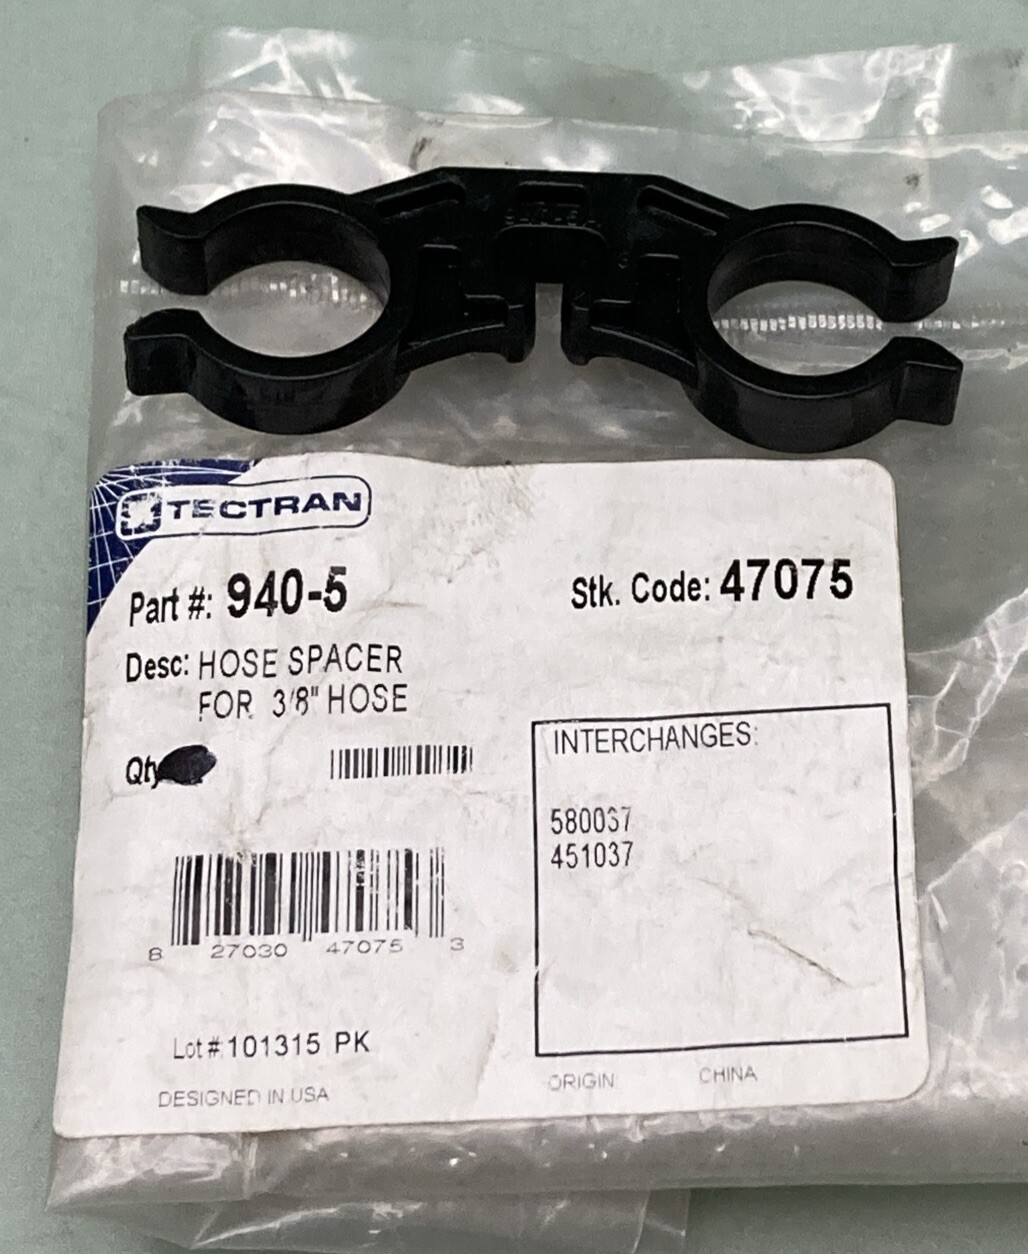 TECTRAN
Part #: 940-5
Stk. Code: 47075
Desc: HOSE SPACER
FOR 3/8" HOSE
Qty
INTERCHANGES:
580037
451037
8 27030 47075 3
Lot # 101315 PK
DESIGNED IN USA
ORIGIN CHINA